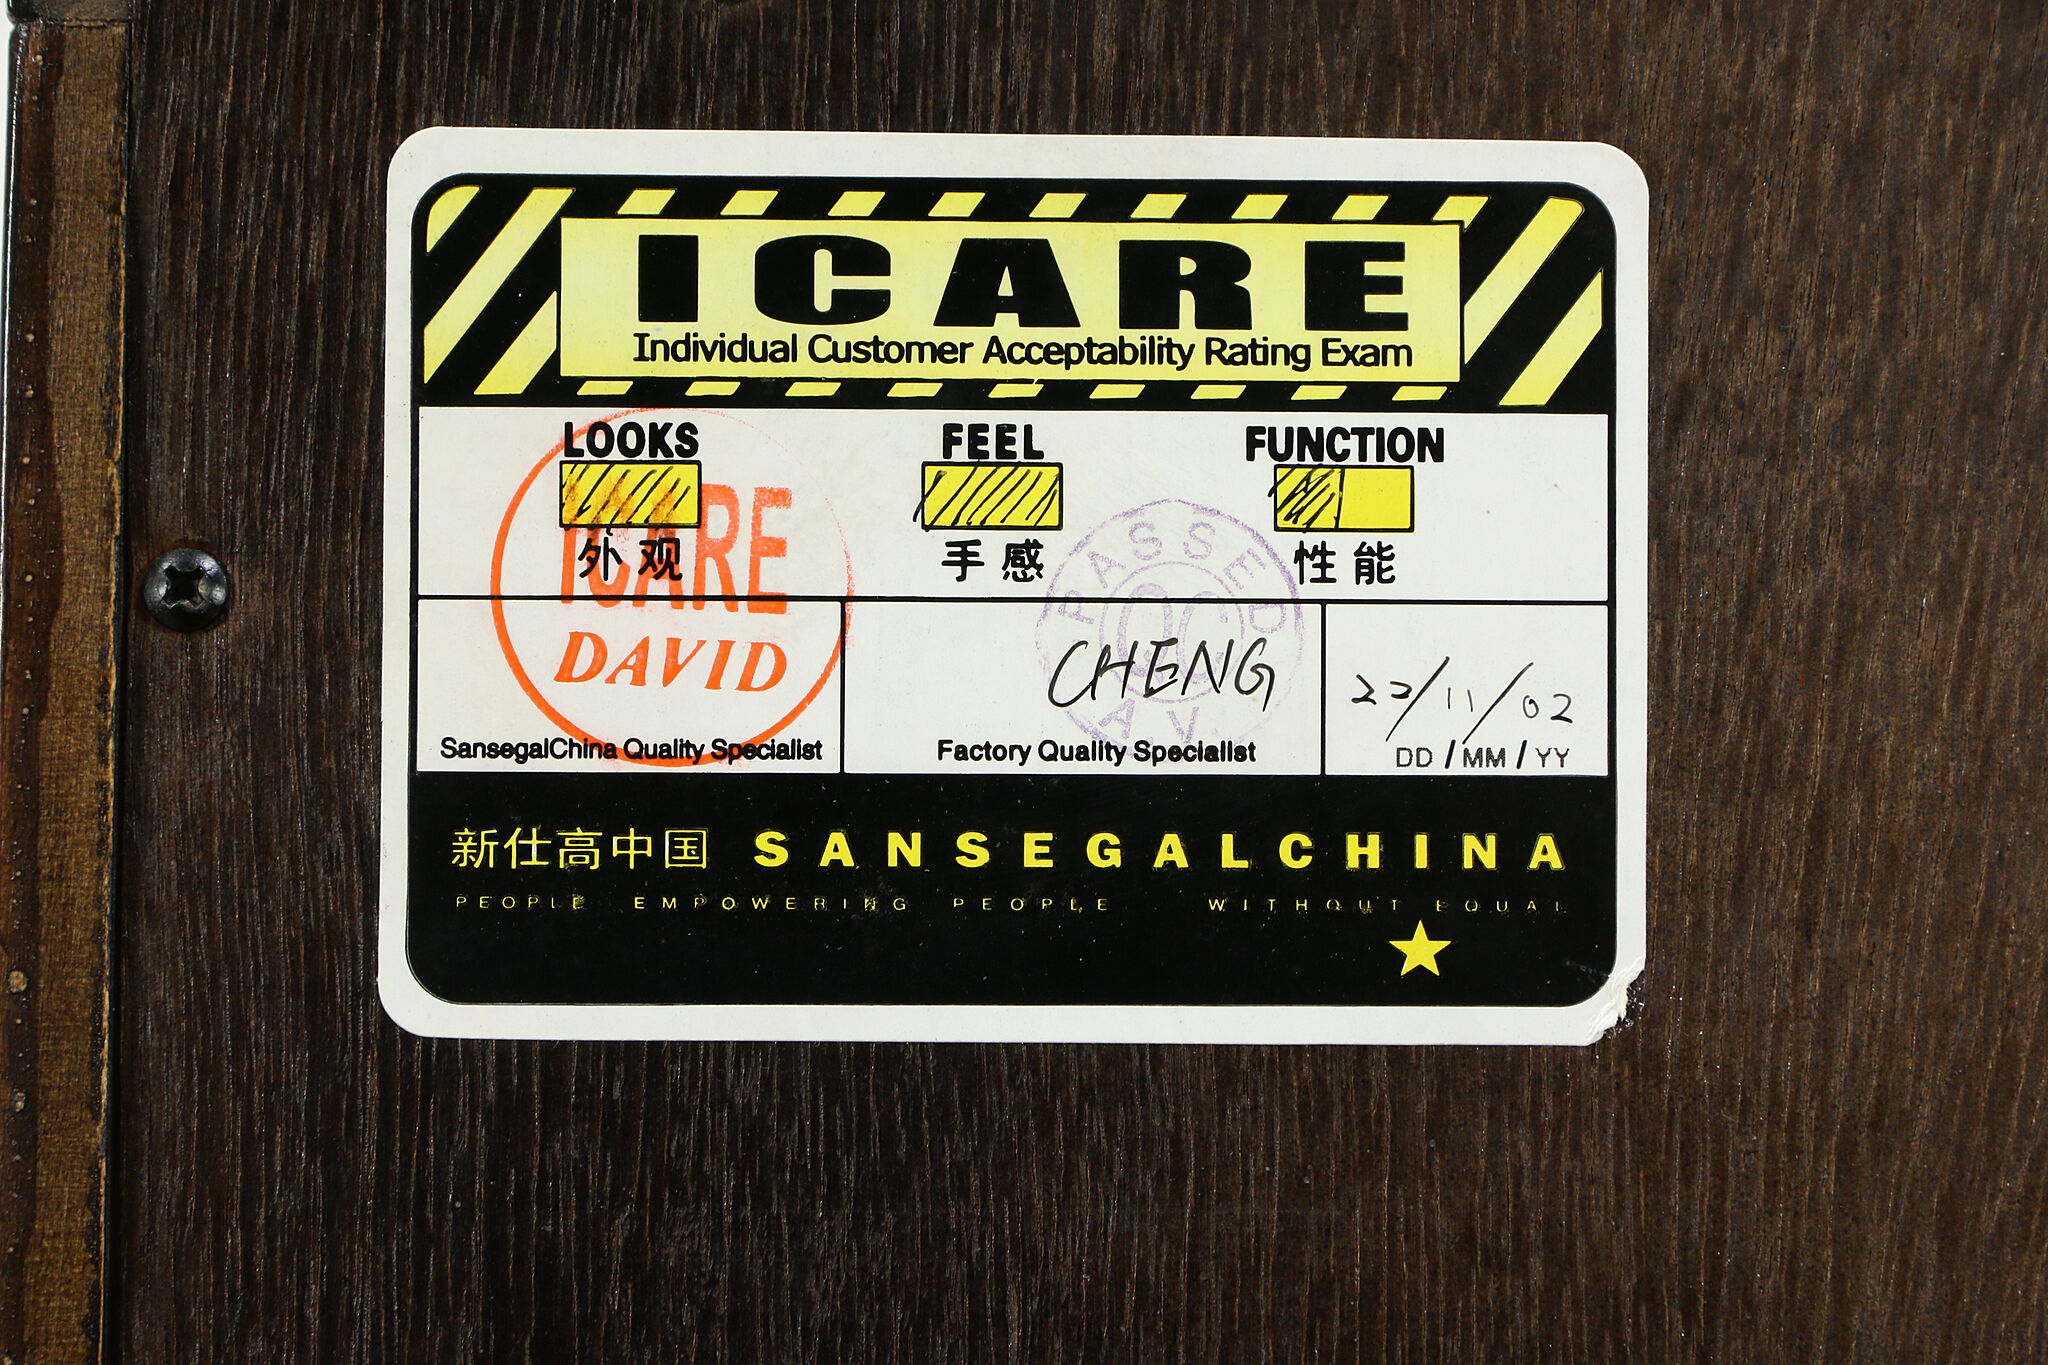 ICARE
Individual Customer Acceptability Rating Exam
LOOKS FEEL FUNCTION
外观 手感 性能
ICARE
DAVID
PASSED
QC
CHENG
22/11/02
SansegalChina Quality Specialist
Factory Quality Specialist
DD/MM/YY
新仕高中国 SANSEGALCHINA
PEOPLE EMPOWERING PEOPLE WITHOUT EQUAL